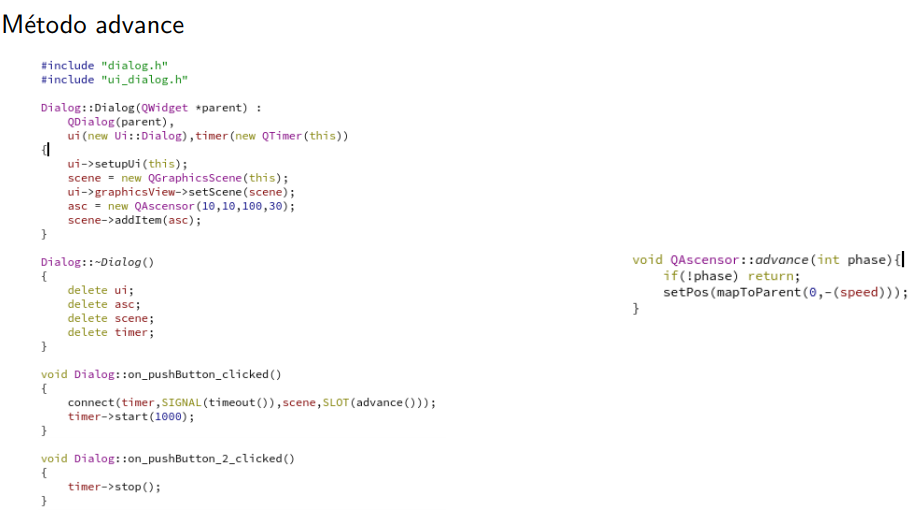 Método advance
#include "dialog.h"
#include "ui_dialog.h"
Dialog::Dialog(QWidget *parent) :
QDialog(parent),
ui(new Ui::Dialog),timer(new QTimer(this))
{
ui->setupUi(this);
scene = new QGraphicsScene(this);
ui->graphicsView->setScene(scene);
asc = new QAscensor(10,10,100,30);
scene->addItem(asc);
}
Dialog::~Dialog()
{
delete ui;
delete asc;
delete scene;
delete timer;
}
void Dialog::on_pushButton_clicked()
{
connect(timer,SIGNAL(timeout()),scene,SLOT(advance()));
timer->start(1000);
}
void Dialog::on_pushButton_2_clicked()
{
timer->stop();
}
void QAscensor::advance(int phase){
if(!phase) return;
setPos(mapToParent(0,-(speed)));
}